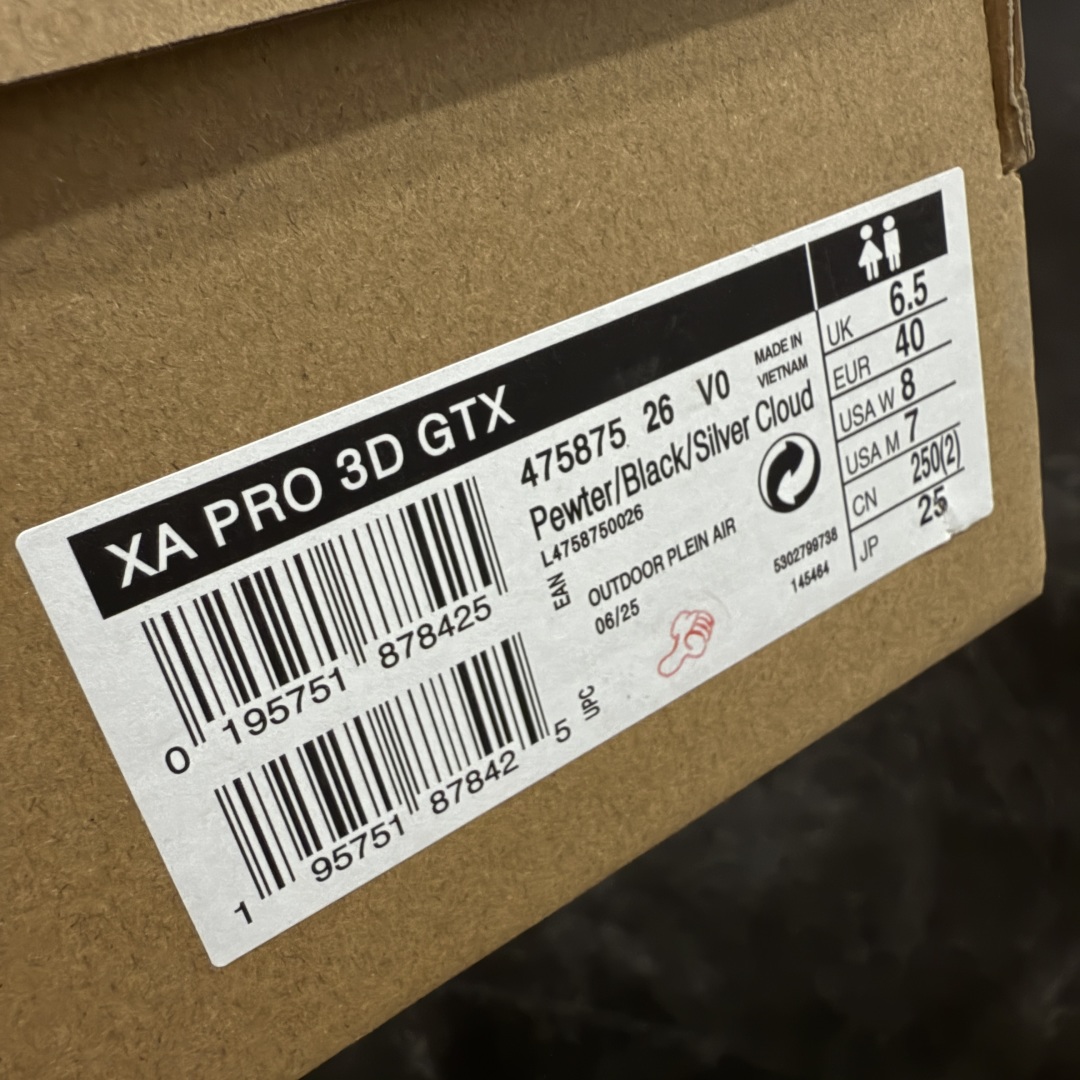 XA PRO 3D GTX
475875 26 V0
MADE IN
VIETNAM
Pewter/Black/Silver Cloud
L4758750026
EAN
0 195751 878425
OUTDOOR PLEIN AIR
06/25
5302799738
145464
UPC
1 95751 87842 5
UK 6.5
EUR 40
USA W 8
USA M 7
CN 250(2)
JP 25